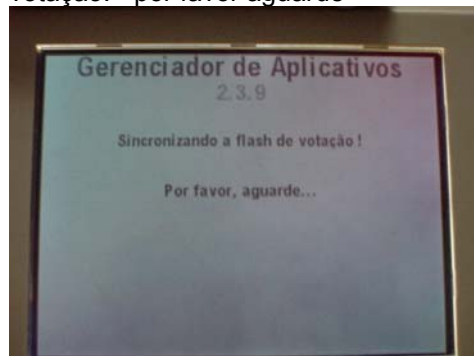 votação. por favor aguarde
Gerenciador de Aplicativos
2.3.9
Sincronizando a flash de votação !
Por favor, aguarde...